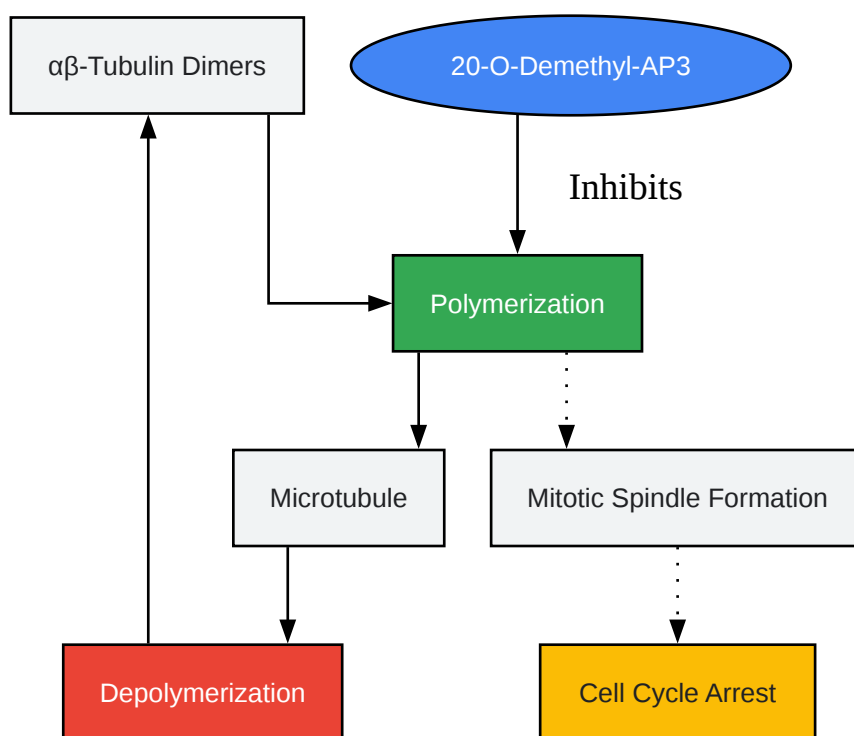 αβ-Tubulin Dimers
20-O-Demethyl-AP3
Inhibits
Polymerization
Microtubule
Mitotic Spindle Formation
Depolymerization
Cell Cycle Arrest